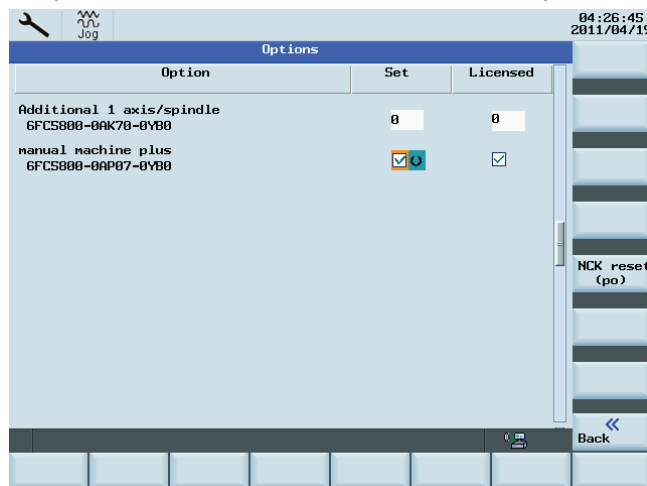 04:26:45
Jog
2011/04/19
Options
Option Set Licensed
Additional 1 axis/spindle
6FC5800-0AK70-0YB0 0 0
manual machine plus
6FC5800-0AP07-0YB0
NCK reset
(po)
«
Back